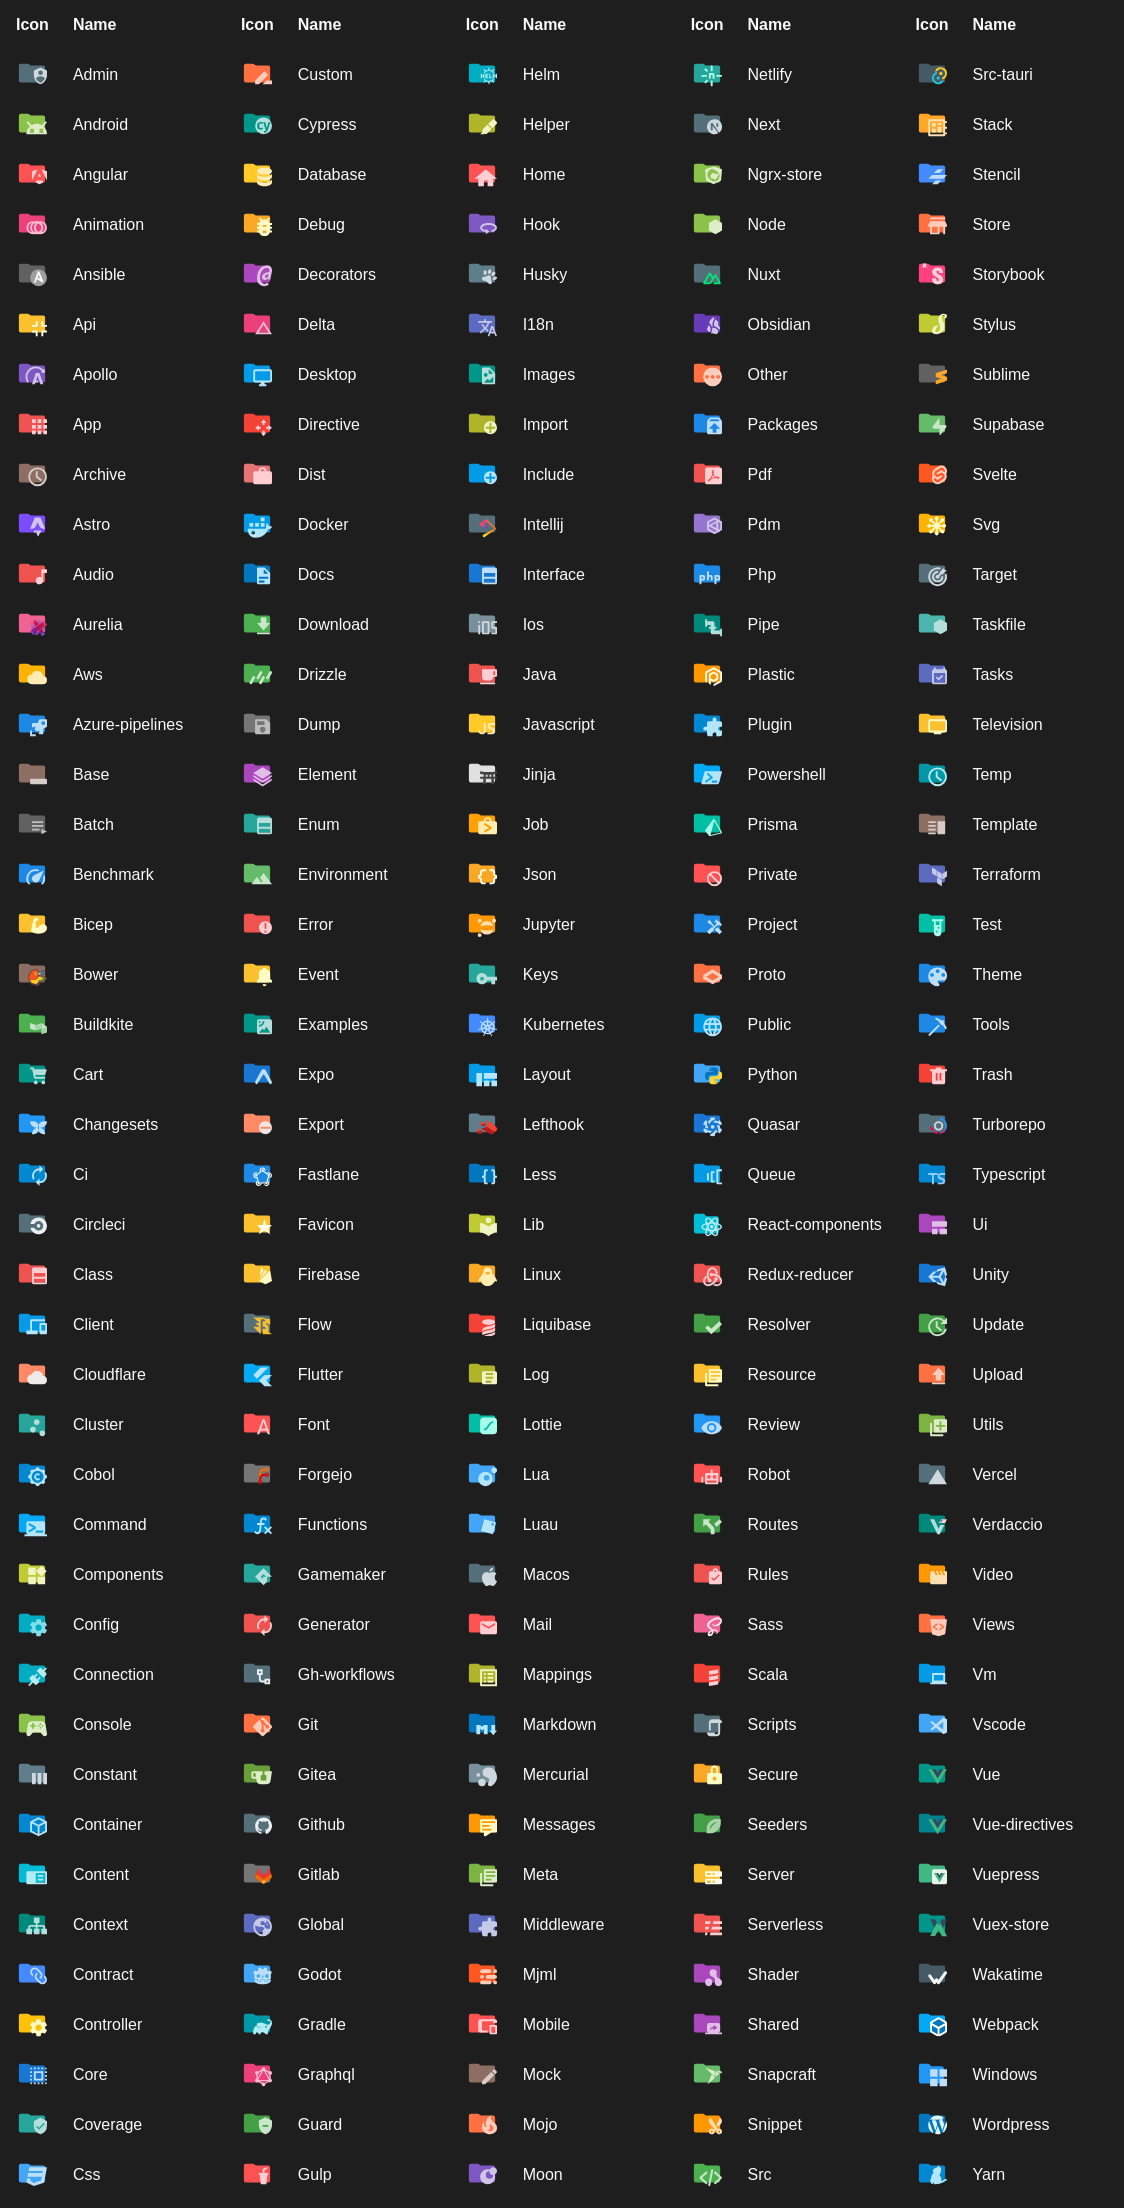 Icon Name Icon Name Icon Name Icon Name Icon Name
Admin Custom Helm Netlify Src-tauri
Android Cypress Helper Next Stack
Angular Database Home Ngrx-store Stencil
Animation Debug Hook Node Store
Ansible Decorators Husky Nuxt Storybook
Api Delta I18n Obsidian Stylus
Apollo Desktop Images Other Sublime
App Directive Import Packages Supabase
Archive Dist Include Pdf Svelte
Astro Docker Intellij Pdm Svg
Audio Docs Interface Php Target
Aurelia Download Ios Pipe Taskfile
Aws Drizzle Java Plastic Tasks
Azure-pipelines Dump Javascript Plugin Television
Base Element Jinja Powershell Temp
Batch Enum Job Prisma Template
Benchmark Environment Json Private Terraform
Bicep Error Jupyter Project Test
Bower Event Keys Proto Theme
Buildkite Examples Kubernetes Public Tools
Cart Expo Layout Python Trash
Changesets Export Lefthook Quasar Turborepo
Ci Fastlane Less Queue Typescript
Circleci Favicon Lib React-components Ui
Class Firebase Linux Redux-reducer Unity
Client Flow Liquibase Resolver Update
Cloudflare Flutter Log Resource Upload
Cluster Font Lottie Review Utils
Cobol Forgejo Lua Robot Vercel
Command Functions Luau Routes Verdaccio
Components Gamemaker Macos Rules Video
Config Generator Mail Sass Views
Connection Gh-workflows Mappings Scala Vm
Console Git Markdown Scripts Vscode
Constant Gitea Mercurial Secure Vue
Container Github Messages Seeders Vue-directives
Content Gitlab Meta Server Vuepress
Context Global Middleware Serverless Vuex-store
Contract Godot Mjml Shader Wakatime
Controller Gradle Mobile Shared Webpack
Core Graphql Mock Snapcraft Windows
Coverage Guard Mojo Snippet Wordpress
Css Gulp Moon Src Yarn